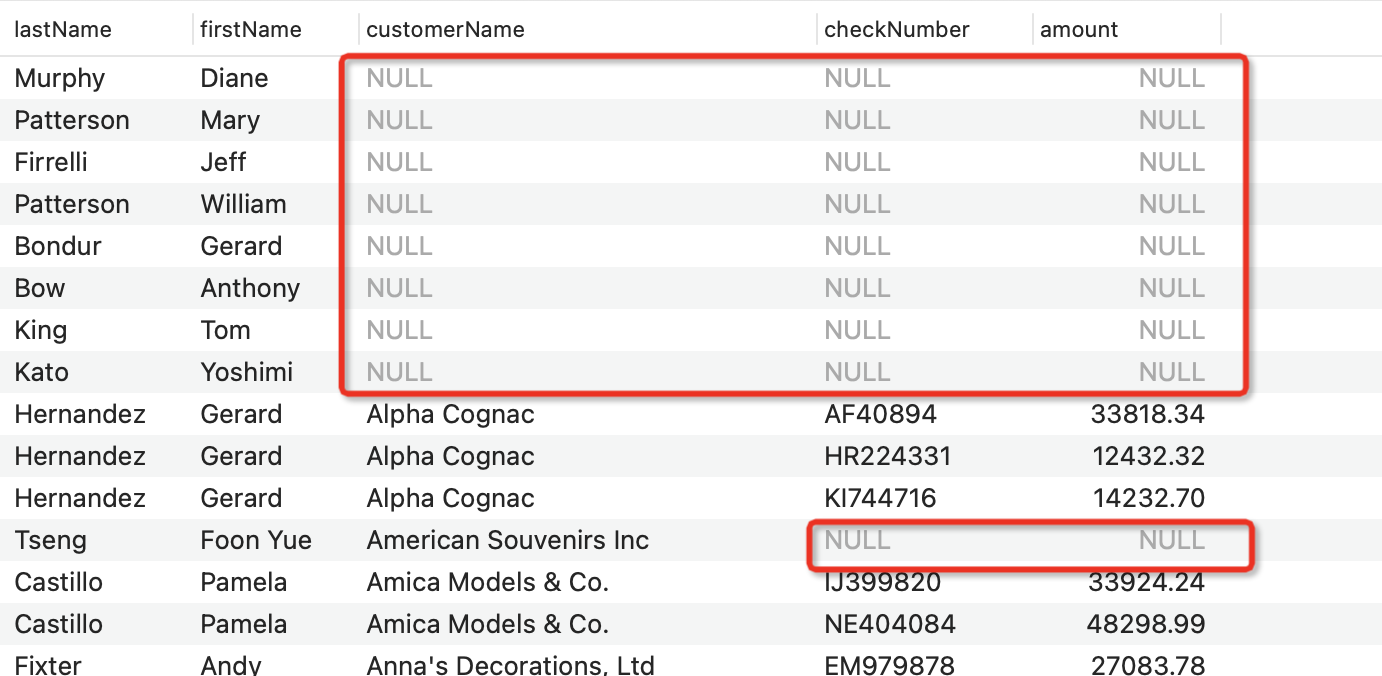 lastName firstName customerName checkNumber amount
Murphy Diane NULL NULL NULL
Patterson Mary NULL NULL NULL
Firrelli Jeff NULL NULL NULL
Patterson William NULL NULL NULL
Bondur Gerard NULL NULL NULL
Bow Anthony NULL NULL NULL
King Tom NULL NULL NULL
Kato Yoshimi NULL NULL NULL
Hernandez Gerard Alpha Cognac AF40894 33818.34
Hernandez Gerard Alpha Cognac HR224331 12432.32
Hernandez Gerard Alpha Cognac KI744716 14232.70
Tseng Foon Yue American Souvenirs Inc NULL NULL
Castillo Pamela Amica Models & Co. IJ399820 33924.24
Castillo Pamela Amica Models & Co. NE404084 48298.99
Fixter Andy Anna's Decorations, Ltd EM979878 27083.78